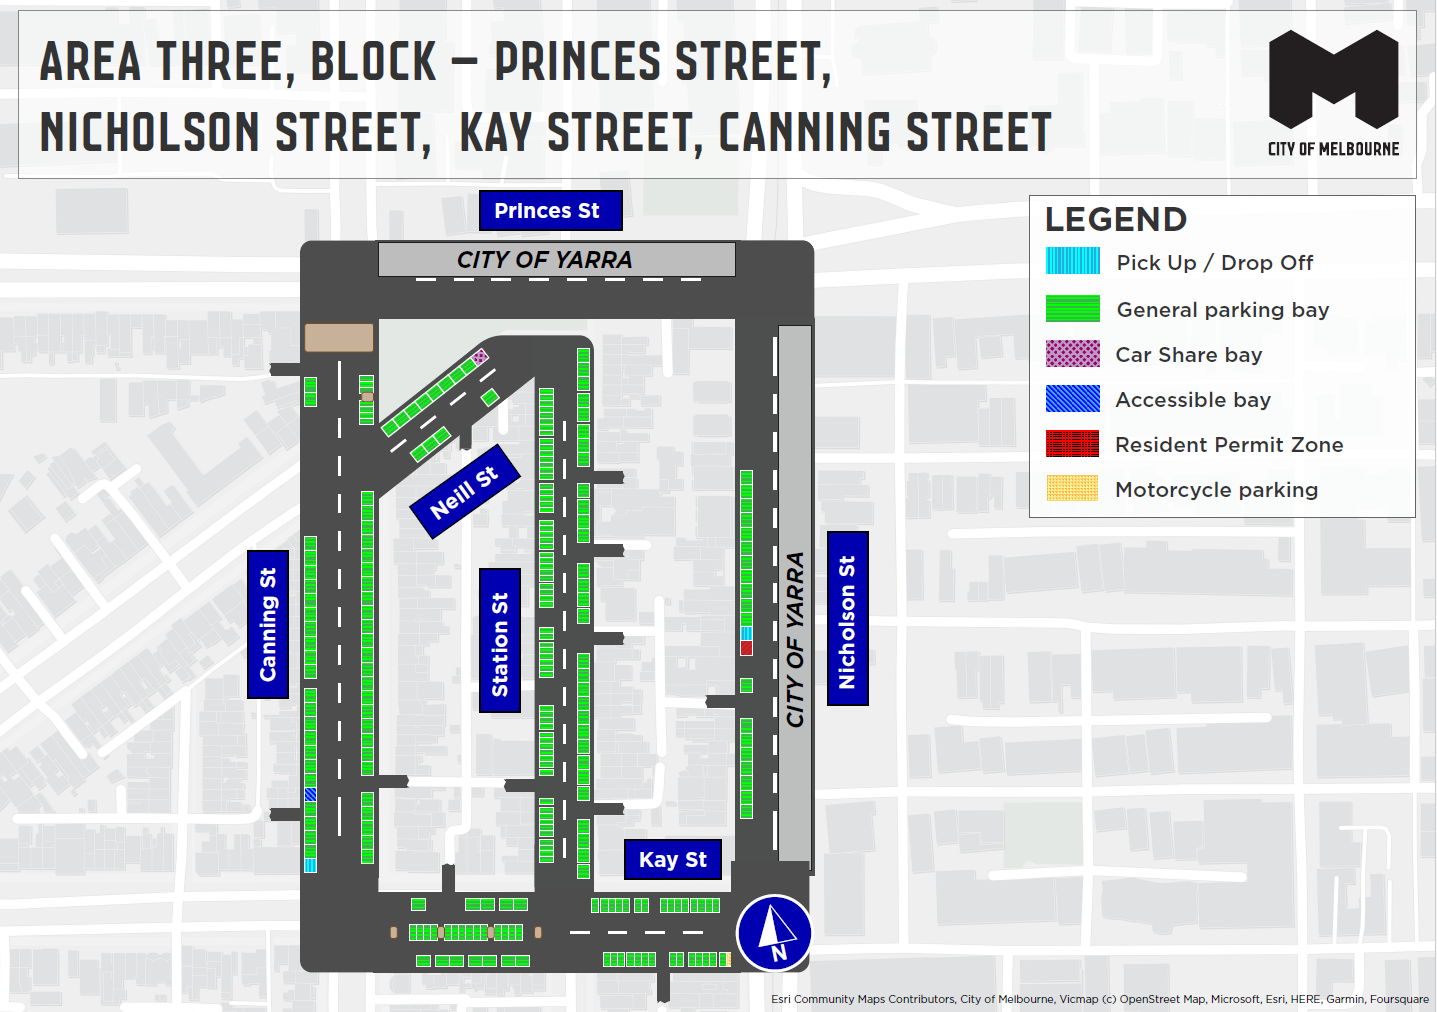 AREA THREE, BLOCK – PRINCES STREET,
NICHOLSON STREET, KAY STREET, CANNING STREET
CITY OF MELBOURNE
Princes St
CITY OF YARRA
LEGEND
Pick Up / Drop Off
General parking bay
Car Share bay
Accessible bay
Resident Permit Zone
Motorcycle parking
Neill St
Canning St
Station St
CITY OF YARRA
Nicholson St
Kay St
N
Esri Community Maps Contributors, City of Melbourne, Vicmap (c) OpenStreet Map, Microsoft, Esri, HERE, Garmin, Foursquare